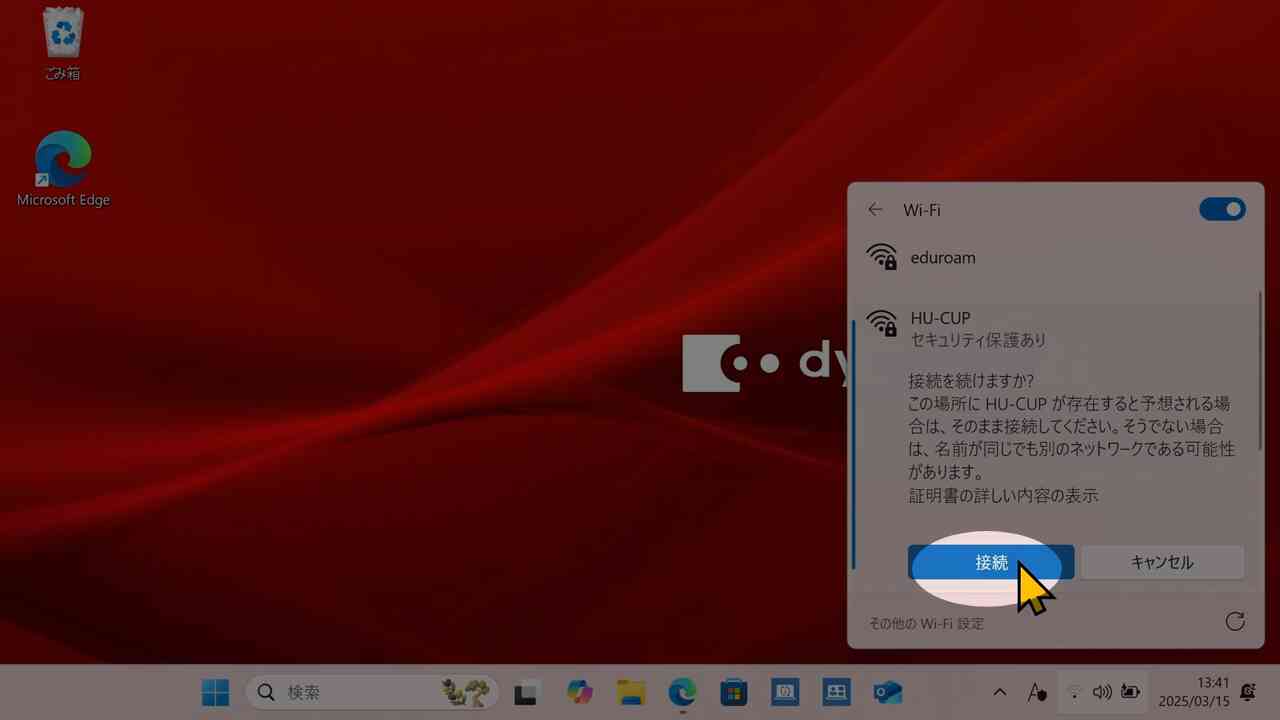 ごみ箱
Microsoft Edge
Wi-Fi
eduroam
HU-CUP
セキュリティ保護あり
接続を続けますか?
この場所に HU-CUP が存在すると予想される場
合は、そのまま接続してください。そうでない場合
は、名前が同じでも別のネットワークである可能性
があります。
証明書の詳しい内容の表示
接続
キャンセル
その他の Wi-Fi 設定
dy
検索
13:41
2025/03/15